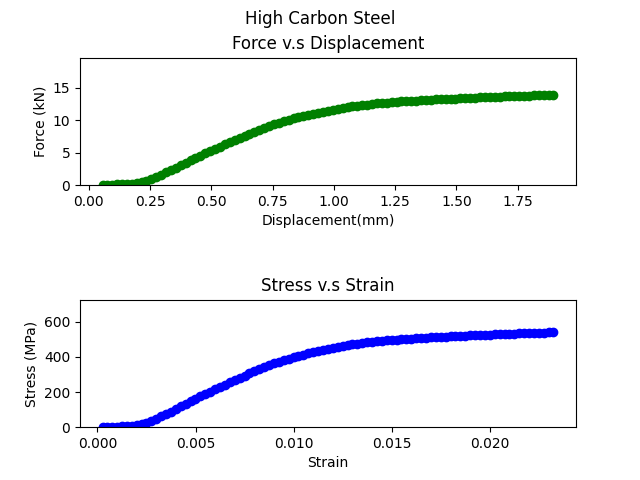 High Carbon Steel
Force v.s Displacement
Force (kN)
15
10
5
0
0.00 0.25 0.50 0.75 1.00 1.25 1.50 1.75
Displacement(mm)
Stress v.s Strain
Stress (MPa)
600
400
200
0
0.000 0.005 0.010 0.015 0.020
Strain